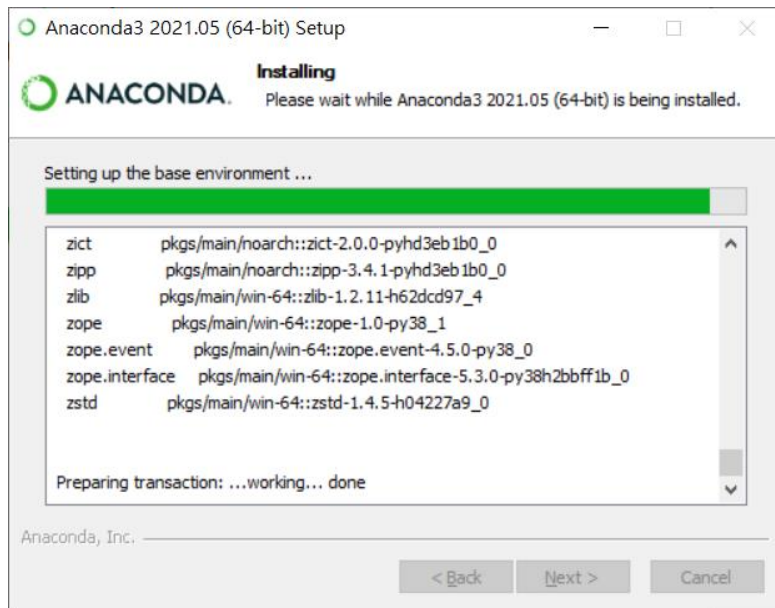 Anaconda3 2021.05 (64-bit) Setup
ANACONDA.
Installing
Please wait while Anaconda3 2021.05 (64-bit) is being installed.
Setting up the base environment ...
zict pkgs/main/noarch::zict-2.0.0-pyhd3eb1b0_0
zipp pkgs/main/noarch::zipp-3.4.1-pyhd3eb1b0_0
zlib pkgs/main/win-64::zlib-1.2.11-h62dcd97_4
zope pkgs/main/win-64::zope-1.0-py38_1
zope.event pkgs/main/win-64::zope.event-4.5.0-py38_0
zope.interface pkgs/main/win-64::zope.interface-5.3.0-py38h2bbff1b_0
zstd pkgs/main/win-64::zstd-1.4.5-h04227a9_0
Preparing transaction: ...working... done
Anaconda, Inc.
< Back Next > Cancel